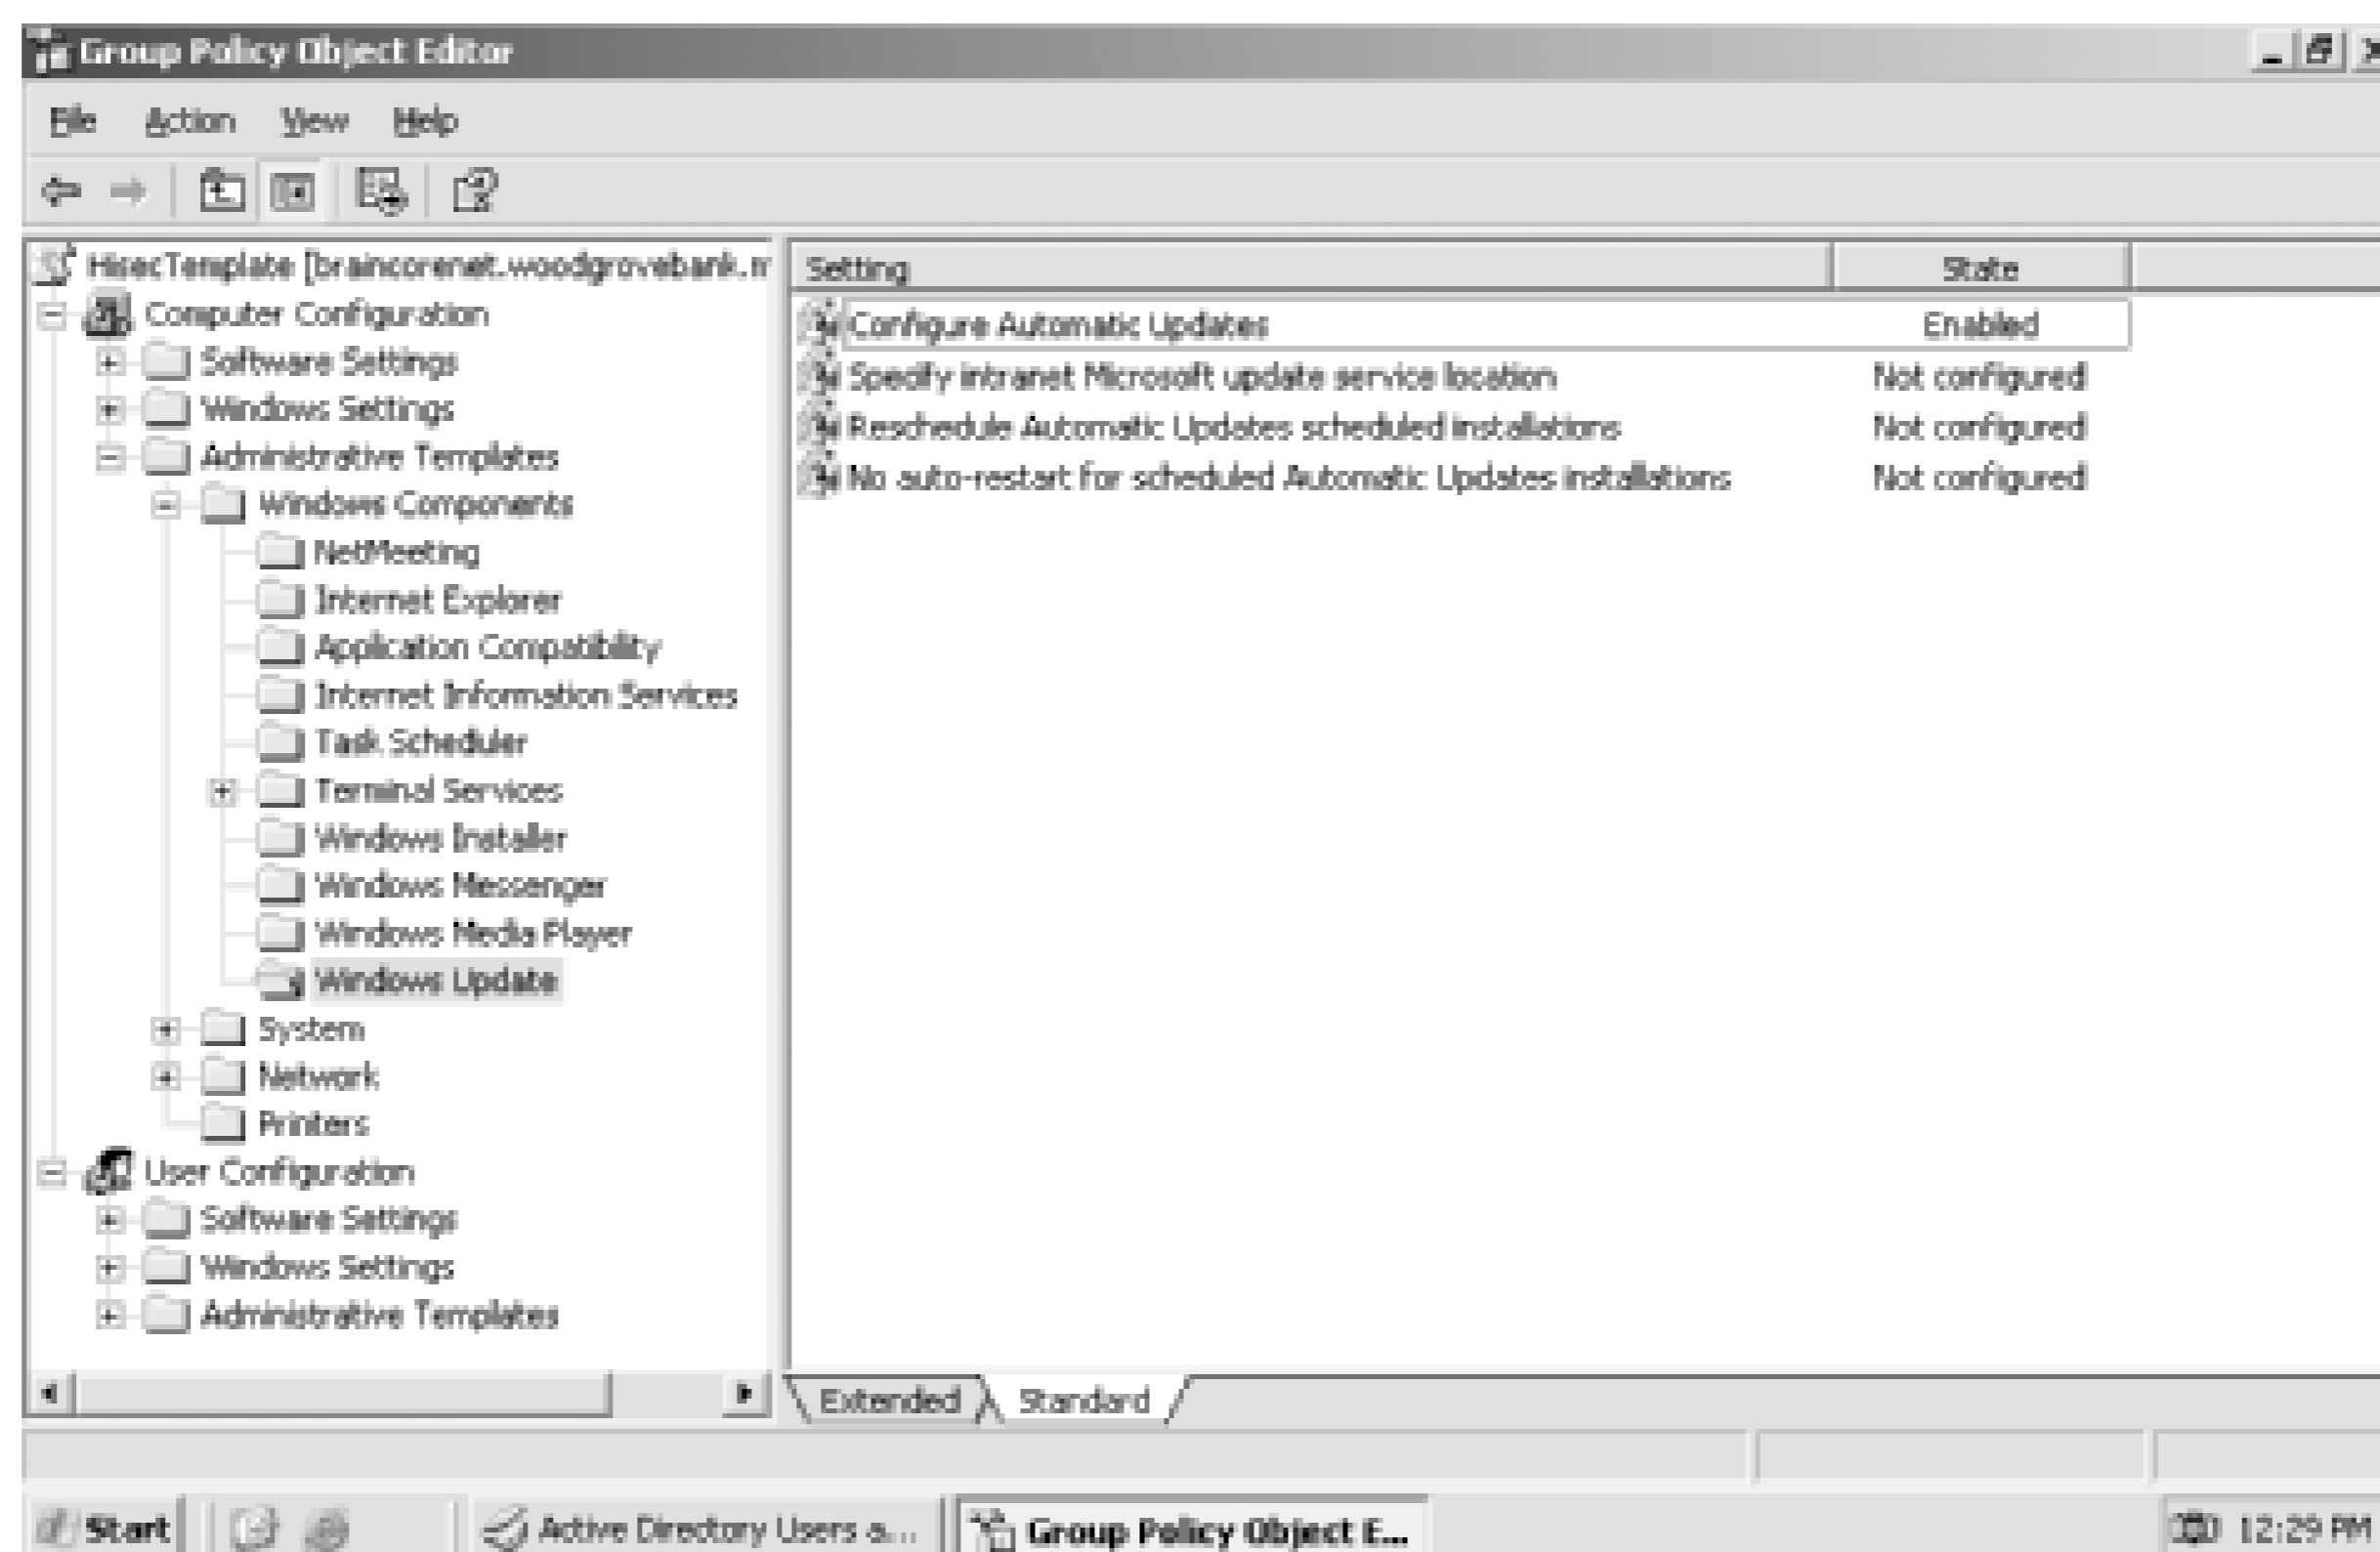 Group Policy Object Editor
File Action View Help
HisecTemplate [braincorenet.woodgrovebank.
Computer Configuration
Software Settings
Windows Settings
Administrative Templates
Windows Components
NetMeeting
Internet Explorer
Application Compatibility
Internet Information Services
Task Scheduler
Terminal Services
Windows Installer
Windows Messenger
Windows Media Player
Windows Update
System
Network
Printers
User Configuration
Software Settings
Windows Settings
Administrative Templates
Setting State
Configure Automatic Updates Enabled
Specify intranet Microsoft update service location Not configured
Reschedule Automatic Updates scheduled installations Not configured
No auto-restart for scheduled Automatic Updates installations Not configured
Extended Standard
Start Active Directory Users a... Group Policy Object E... 12:29 PM